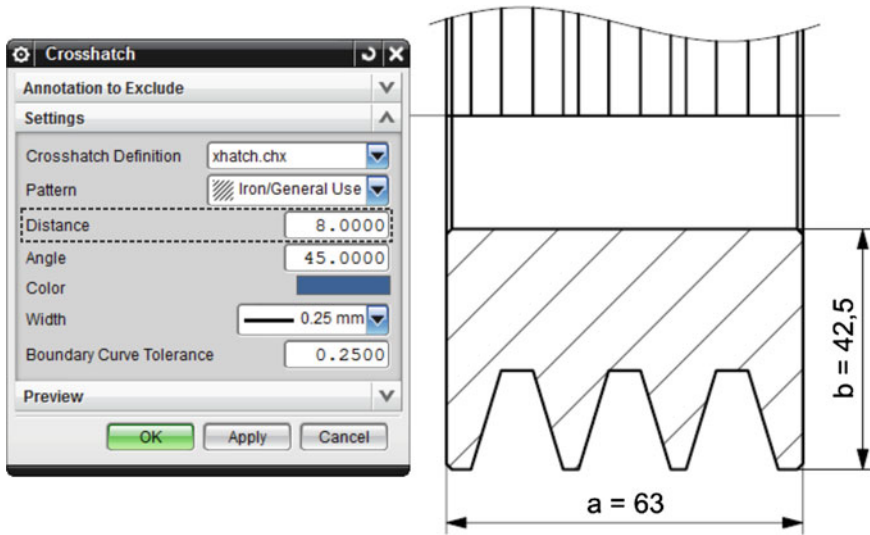 Crosshatch
Annotation to Exclude
Settings
Crosshatch Definition xhatch.chx
Pattern Iron/General Use
Distance 8.0000
Angle 45.0000
Color
Width 0.25 mm
Boundary Curve Tolerance 0.2500
Preview
OK Apply Cancel
b = 42,5
a = 63